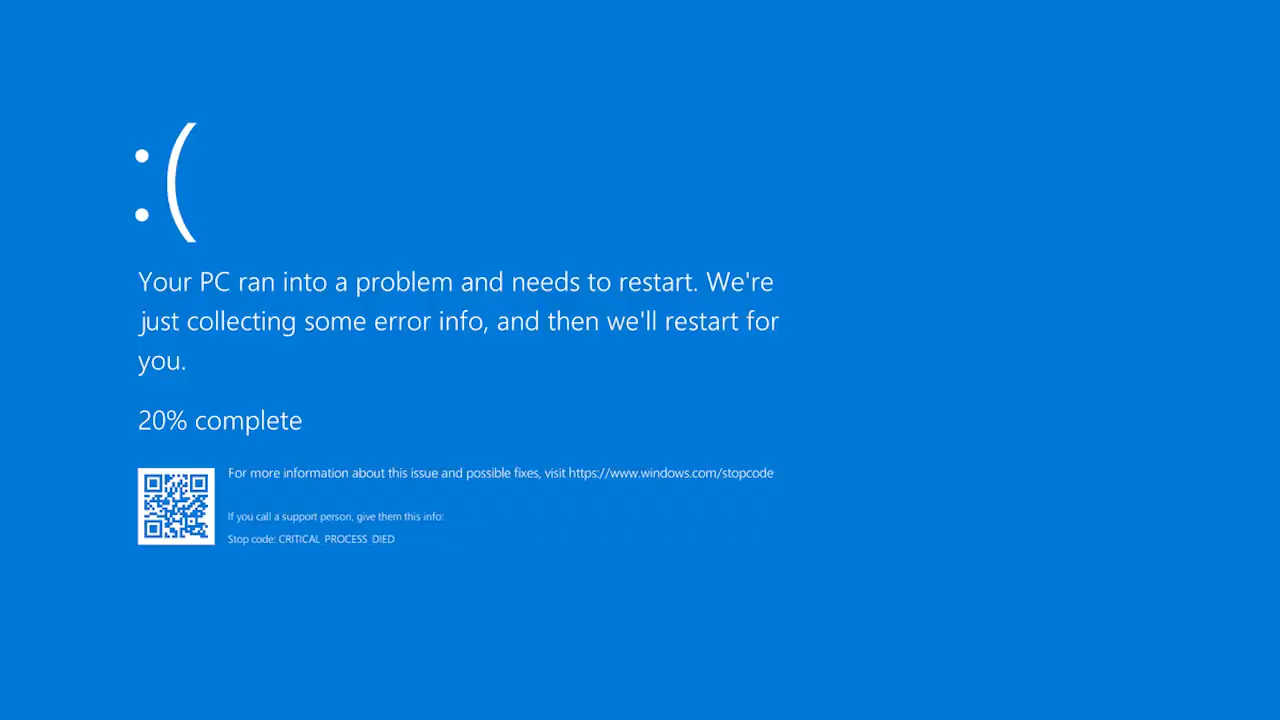 :(
Your PC ran into a problem and needs to restart. We're
just collecting some error info, and then we'll restart for
you.
20% complete
For more information about this issue and possible fixes, visit https://www.windows.com/stopcode
If you call a support person, give them this info:
Stop code: CRITICAL_PROCESS_DIED